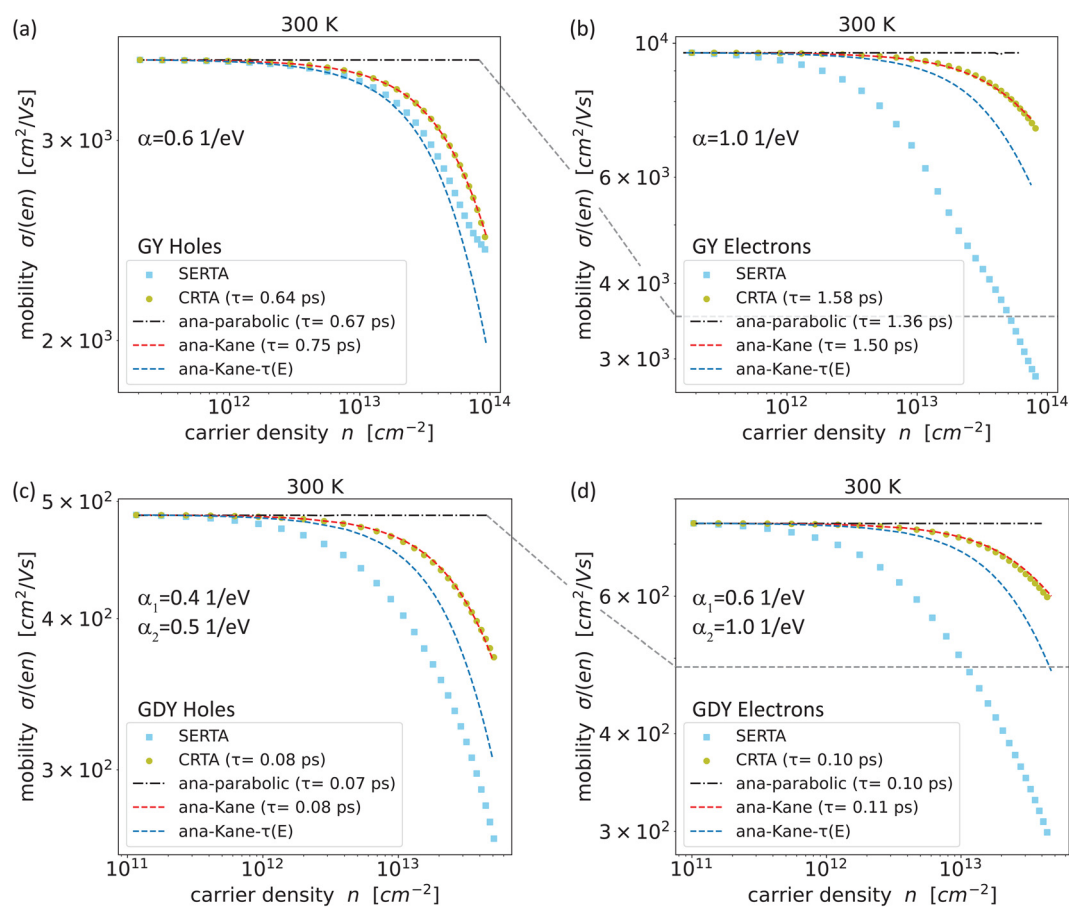 (a)
300 K
mobility σ/(en) [cm²/Vs]
3 × 10³
2 × 10³
α=0.6 1/eV
GY Holes
SERTA
CRTA (τ= 0.64 ps)
ana-parabolic (τ= 0.67 ps)
ana-Kane (τ= 0.75 ps)
ana-Kane-τ(E)
10¹² 10¹³ 10¹⁴
carrier density n [cm⁻²]
(b)
300 K
mobility σ/(en) [cm²/Vs]
10⁴
6 × 10³
4 × 10³
3 × 10³
α=1.0 1/eV
GY Electrons
SERTA
CRTA (τ= 1.58 ps)
ana-parabolic (τ= 1.36 ps)
ana-Kane (τ= 1.50 ps)
ana-Kane-τ(E)
10¹² 10¹³ 10¹⁴
carrier density n [cm⁻²]
(c)
300 K
mobility σ/(en) [cm²/Vs]
5 × 10²
4 × 10²
3 × 10²
α₁=0.4 1/eV
α₂=0.5 1/eV
GDY Holes
SERTA
CRTA (τ= 0.08 ps)
ana-parabolic (τ= 0.07 ps)
ana-Kane (τ= 0.08 ps)
ana-Kane-τ(E)
10¹¹ 10¹² 10¹³
carrier density n [cm⁻²]
(d)
300 K
mobility σ/(en) [cm²/Vs]
6 × 10²
4 × 10²
3 × 10²
α₁=0.6 1/eV
α₂=1.0 1/eV
GDY Electrons
SERTA
CRTA (τ= 0.10 ps)
ana-parabolic (τ= 0.10 ps)
ana-Kane (τ= 0.11 ps)
ana-Kane-τ(E)
10¹¹ 10¹² 10¹³
carrier density n [cm⁻²]